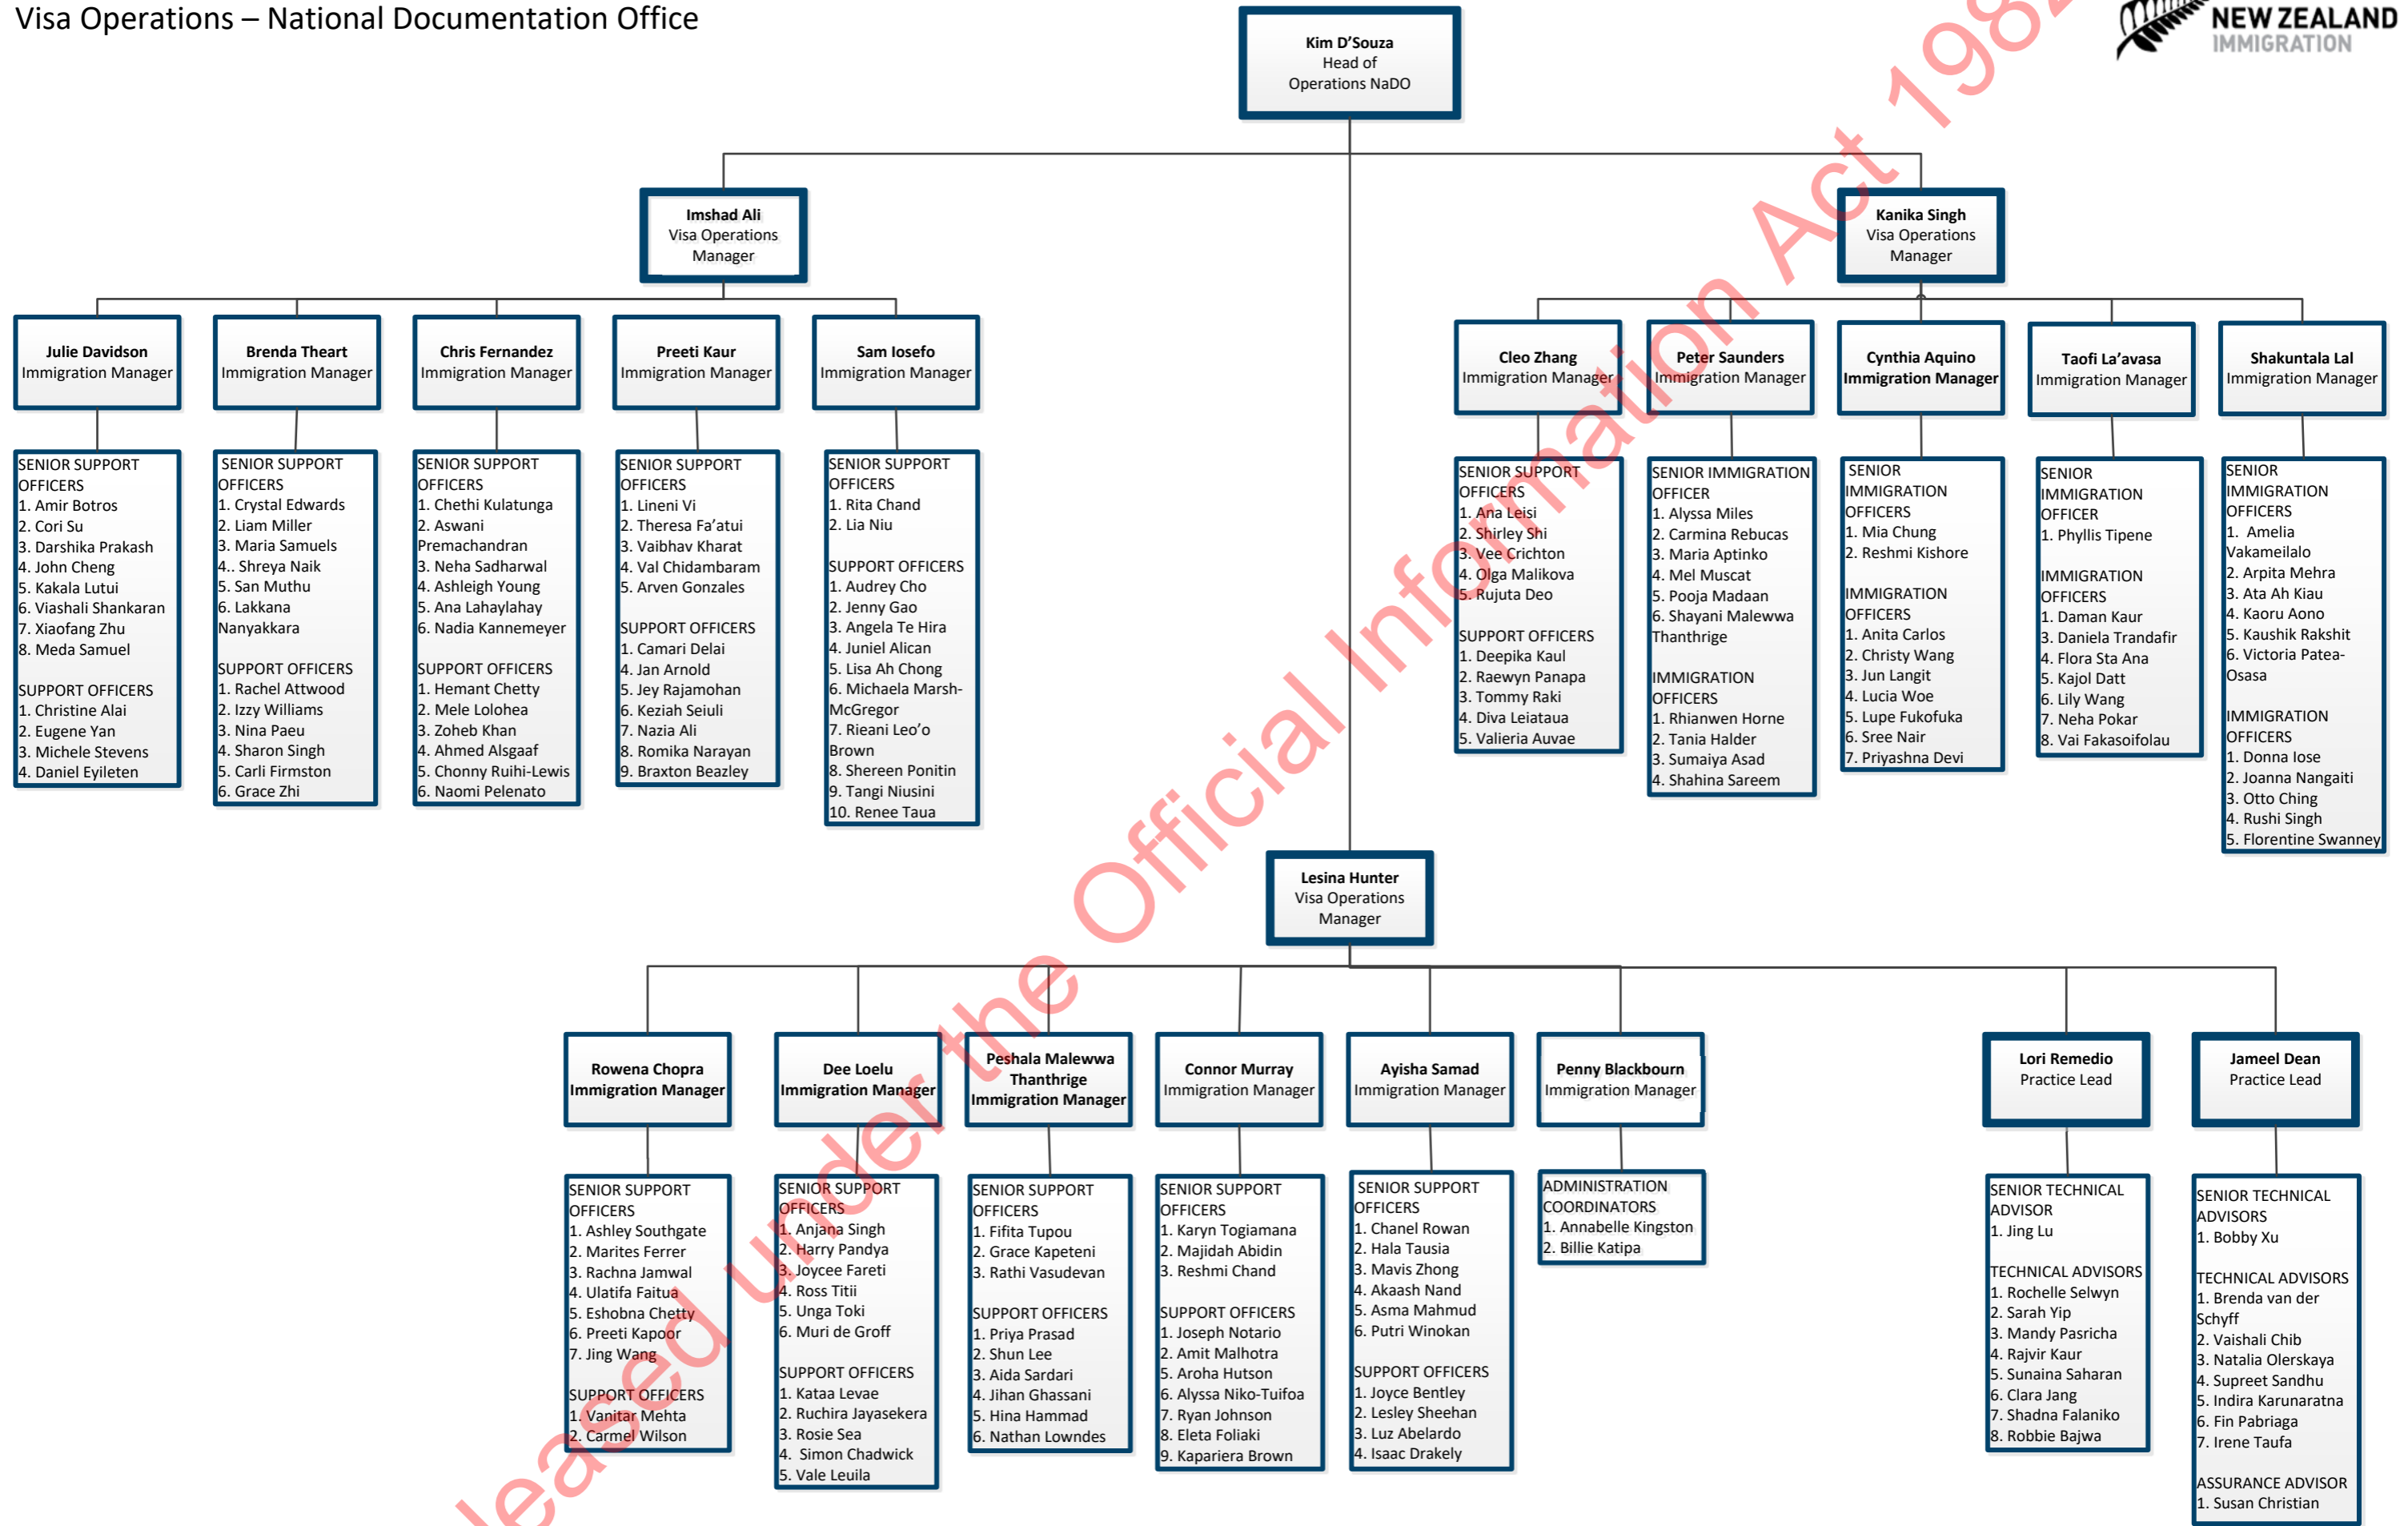 Visa Operations – National Documentation Office
NEW ZEALAND
IMMIGRATION
Kim D’Souza
Head of
Operations NaDO
Imshad Ali
Visa Operations
Manager
Kanika Singh
Visa Operations
Manager
Julie Davidson
Immigration Manager
Brenda Theart
Immigration Manager
Chris Fernandez
Immigration Manager
Preeti Kaur
Immigration Manager
Sam Iosefo
Immigration Manager
Cleo Zhang
Immigration Manager
Peter Saunders
Immigration Manager
Cynthia Aquino
Immigration Manager
Taofi La’avasa
Immigration Manager
Shakuntala Lal
Immigration Manager
SENIOR SUPPORT
OFFICERS
1. Amir Botros
2. Cori Su
3. Darshika Prakash
4. John Cheng
5. Kakala Lutui
6. Viashali Shankaran
7. Xiaofang Zhu
8. Meda Samuel
SUPPORT OFFICERS
1. Christine Alai
2. Eugene Yan
3. Michele Stevens
4. Daniel Eyileten
SENIOR SUPPORT
OFFICERS
1. Crystal Edwards
2. Liam Miller
3. Maria Samuels
4.. Shreya Naik
5. San Muthu
6. Lakkana
Nanyakkara
SUPPORT OFFICERS
1. Rachel Attwood
2. Izzy Williams
3. Nina Paeu
4. Sharon Singh
5. Carli Firmston
6. Grace Zhi
SENIOR SUPPORT
OFFICERS
1. Chethi Kulatunga
2. Aswani
Premachandran
3. Neha Sadharwal
4. Ashleigh Young
5. Ana Lahaylahay
6. Nadia Kannemeyer
SUPPORT OFFICERS
1. Hemant Chetty
2. Mele Lolohea
3. Zoheb Khan
4. Ahmed Alsgaaf
5. Chonny Ruihi-Lewis
6. Naomi Pelenato
SENIOR SUPPORT
OFFICERS
1. Lineni Vi
2. Theresa Fa’atui
3. Vaibhav Kharat
4. Val Chidambaram
5. Arven Gonzales
SUPPORT OFFICERS
1. Camari Delai
4. Jan Arnold
5. Jey Rajamohan
6. Keziah Seiuli
7. Nazia Ali
8. Romika Narayan
9. Braxton Beazley
SENIOR SUPPORT
OFFICERS
1. Rita Chand
2. Lia Niu
SUPPORT OFFICERS
1. Audrey Cho
2. Jenny Gao
3. Angela Te Hira
4. Juniel Alican
5. Lisa Ah Chong
6. Michaela Marsh-
McGregor
7. Rieani Leo’o
Brown
8. Shereen Ponitin
9. Tangi Niusini
10. Renee Taua
SENIOR SUPPORT
OFFICERS
1. Ana Leisi
2. Shirley Shi
3. Vee Crichton
4. Olga Malikova
5. Rujuta Deo
SUPPORT OFFICERS
1. Deepika Kaul
2. Raewyn Panapa
3. Tommy Raki
4. Diva Leiataua
5. Valieria Auvae
SENIOR IMMIGRATION
OFFICER
1. Alyssa Miles
2. Carmina Rebucas
3. Maria Aptinko
4. Mel Muscat
5. Pooja Madaan
6. Shayani Malewwa
Thanthrige
IMMIGRATION
OFFICERS
1. Rhianwen Horne
2. Tania Halder
3. Sumaiya Asad
4. Shahina Sareem
SENIOR
IMMIGRATION
OFFICERS
1. Mia Chung
2. Reshmi Kishore
IMMIGRATION
OFFICERS
1. Anita Carlos
2. Christy Wang
3. Jun Langit
4. Lucia Woe
5. Lupe Fukofuka
6. Sree Nair
7. Priyashna Devi
SENIOR
IMMIGRATION
OFFICER
1. Phyllis Tipene
IMMIGRATION
OFFICERS
1. Daman Kaur
3. Daniela Trandafir
4. Flora Sta Ana
5. Kajol Datt
6. Lily Wang
7. Neha Pokar
8. Vai Fakasoifolau
SENIOR
IMMIGRATION
OFFICERS
1. Amelia
Vakameilalo
2. Arpita Mehra
3. Ata Ah Kiau
4. Kaoru Aono
5. Kaushik Rakshit
6. Victoria Patea-
Osasa
IMMIGRATION
OFFICERS
1. Donna Iose
2. Joanna Nangaiti
3. Otto Ching
4. Rushi Singh
5. Florentine Swanney
Lesina Hunter
Visa Operations
Manager
Rowena Chopra
Immigration Manager
Dee Loelu
Immigration Manager
Peshala Malewwa
Thanthrige
Immigration Manager
Connor Murray
Immigration Manager
Ayisha Samad
Immigration Manager
Penny Blackbourn
Immigration Manager
Lori Remedio
Practice Lead
Jameel Dean
Practice Lead
SENIOR SUPPORT
OFFICERS
1. Ashley Southgate
2. Marites Ferrer
3. Rachna Jamwal
4. Ulatifa Faitua
5. Eshobna Chetty
6. Preeti Kapoor
7. Jing Wang
SUPPORT OFFICERS
1. Vanitar Mehta
2. Carmel Wilson
SENIOR SUPPORT
OFFICERS
1. Anjana Singh
2. Harry Pandya
3. Joycee Fareti
4. Ross Titii
5. Unga Toki
6. Muri de Groff
SUPPORT OFFICERS
1. Kataa Levae
2. Ruchira Jayasekera
3. Rosie Sea
4. Simon Chadwick
5. Vale Leuila
SENIOR SUPPORT
OFFICERS
1. Fifita Tupou
2. Grace Kapeteni
3. Rathi Vasudevan
SUPPORT OFFICERS
1. Priya Prasad
2. Shun Lee
3. Aida Sardari
4. Jihan Ghassani
5. Hina Hammad
6. Nathan Lowndes
SENIOR SUPPORT
OFFICERS
1. Karyn Togiamana
2. Majidah Abidin
3. Reshmi Chand
SUPPORT OFFICERS
1. Joseph Notario
2. Amit Malhotra
5. Aroha Hutson
6. Alyssa Niko-Tuifoa
7. Ryan Johnson
8. Eleta Foliaki
9. Kapariera Brown
SENIOR SUPPORT
OFFICERS
1. Chanel Rowan
2. Hala Tausia
3. Mavis Zhong
4. Akaash Nand
5. Asma Mahmud
6. Putri Winokan
SUPPORT OFFICERS
1. Joyce Bentley
2. Lesley Sheehan
3. Luz Abelardo
4. Isaac Drakely
ADMINISTRATION
COORDINATORS
1. Annabelle Kingston
2. Billie Katipa
SENIOR TECHNICAL
ADVISOR
1. Jing Lu
TECHNICAL ADVISORS
1. Rochelle Selwyn
2. Sarah Yip
3. Mandy Pasricha
4. Rajvir Kaur
5. Sunaina Saharan
6. Clara Jang
7. Shadna Falaniko
8. Robbie Bajwa
SENIOR TECHNICAL
ADVISORS
1. Bobby Xu
TECHNICAL ADVISORS
1. Brenda van der
Schyff
2. Vaishali Chib
3. Natalia Olerskaya
4. Supreet Sandhu
5. Indira Karunaratna
6. Fin Pabriaga
7. Irene Taufa
ASSURANCE ADVISOR
1. Susan Christian
leased under the Official Information Act 1982